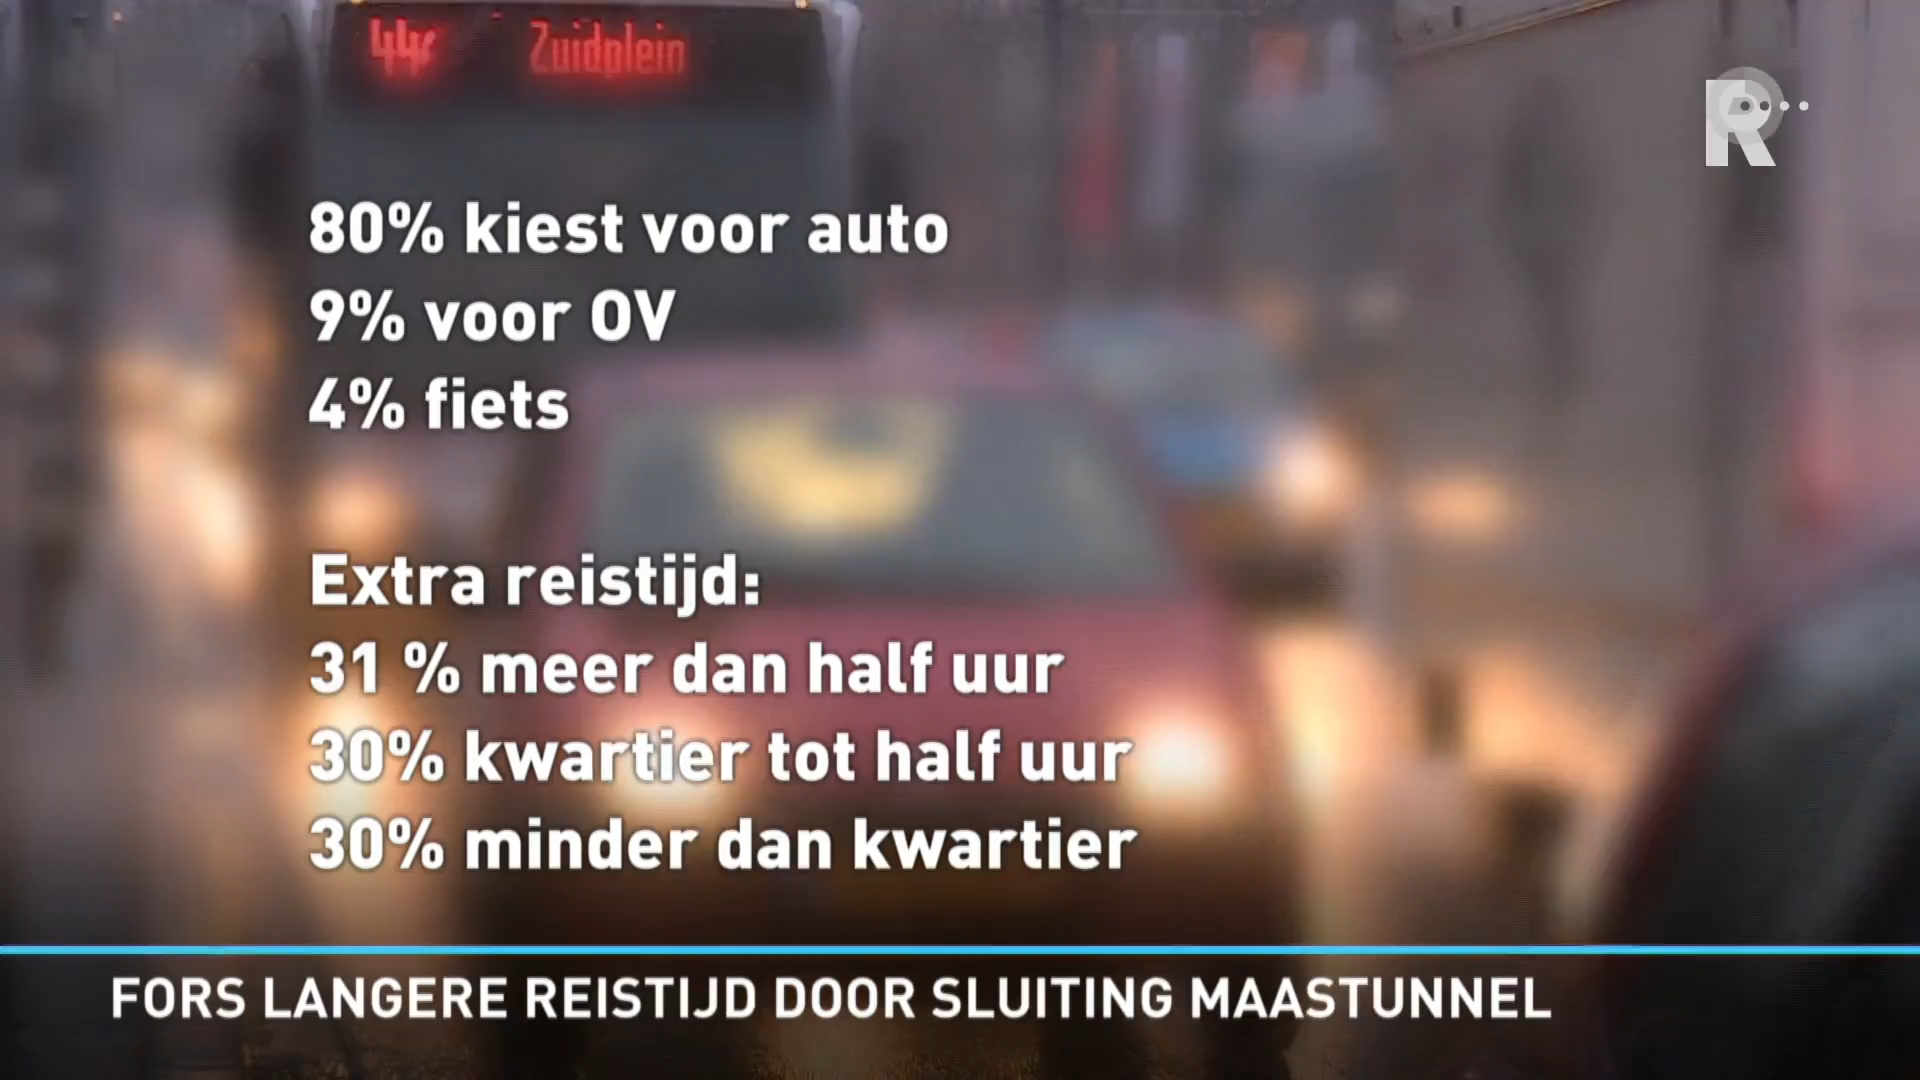 Zuidplein
80% kiest voor auto
9% voor OV
4% fiets
Extra reistijd:
31 % meer dan half uur
30% kwartier tot half uur
30% minder dan kwartier
FORS LANGERE REISTIJD DOOR SLUITING MAASTUNNEL